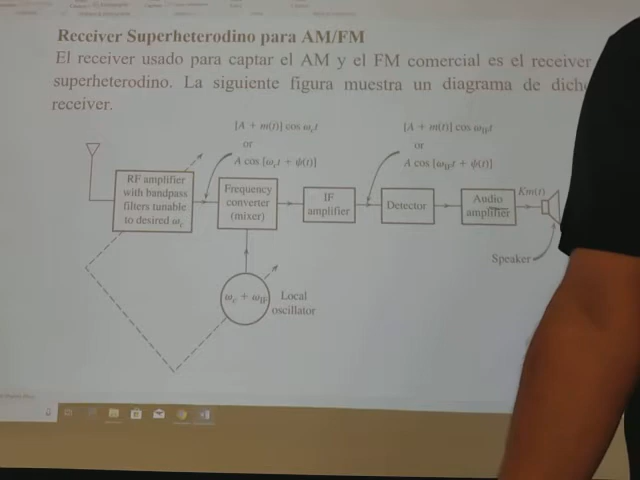 Receiver Superheterodino para AM/FM
El receiver usado para captar el AM y el FM comercial es el receiver
superheterodino. La siguiente figura muestra un diagrama de dich
receiver.
[A + m(t)] cos ω_c t
or
A cos [ω_c t + ψ(t)]
[A + m(t)] cos ω_IF t
or
A cos [ω_IF t + ψ(t)]
RF amplifier
with bandpass
filters tunable
to desired ω_c
Frequency
converter
(mixer)
IF
amplifier
Detector
Audio
amplifier
Km(t)
Speaker
ω_c + ω_IF
Local
oscillator